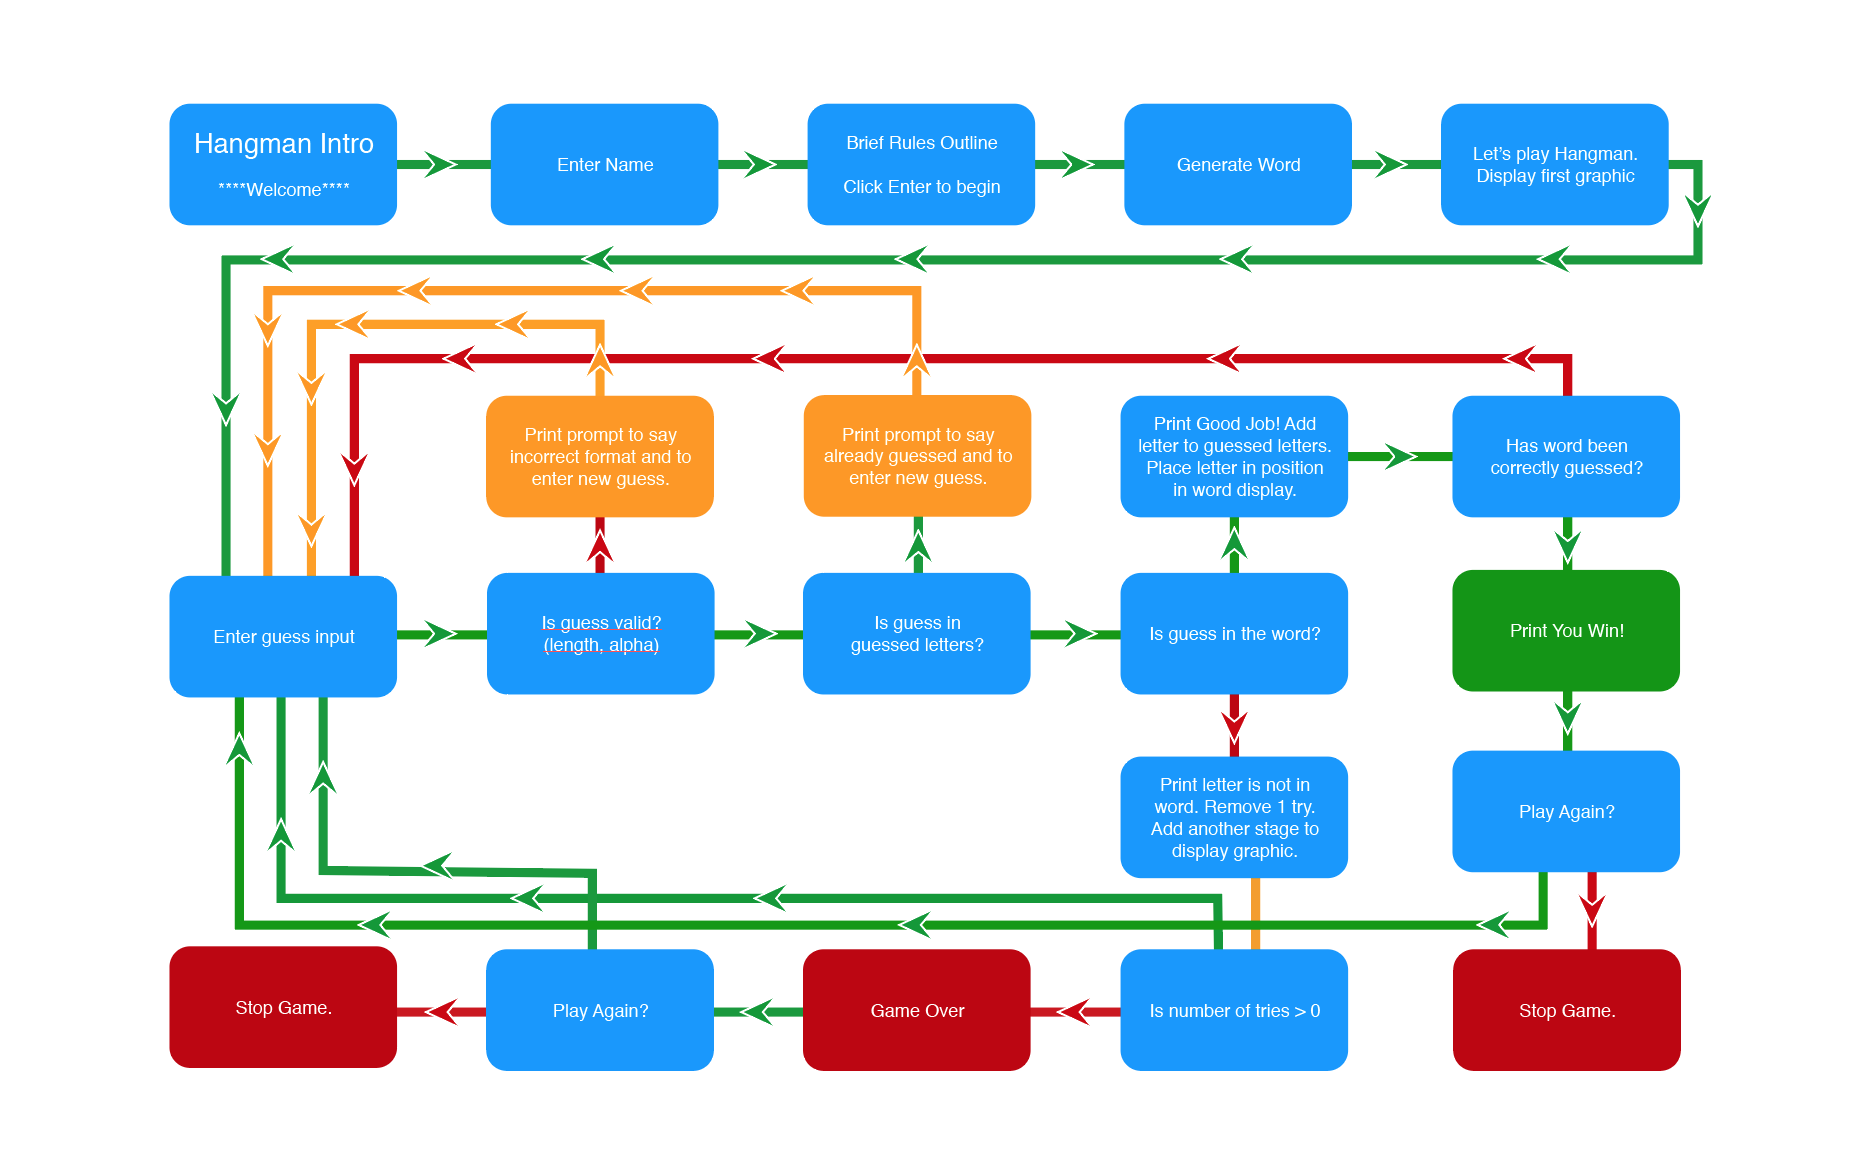 Hangman Intro
****Welcome****
Enter Name
Brief Rules Outline
Click Enter to begin
Generate Word
Let’s play Hangman.
Display first graphic
Print prompt to say
incorrect format and to
enter new guess.
Print prompt to say
already guessed and to
enter new guess.
Print Good Job! Add
letter to guessed letters.
Place letter in position
in word display.
Has word been
correctly guessed?
Enter guess input
Is guess valid?
(length, alpha)
Is guess in
guessed letters?
Is guess in the word?
Print You Win!
Print letter is not in
word. Remove 1 try.
Add another stage to
display graphic.
Play Again?
Stop Game.
Play Again?
Game Over
Is number of tries > 0
Stop Game.